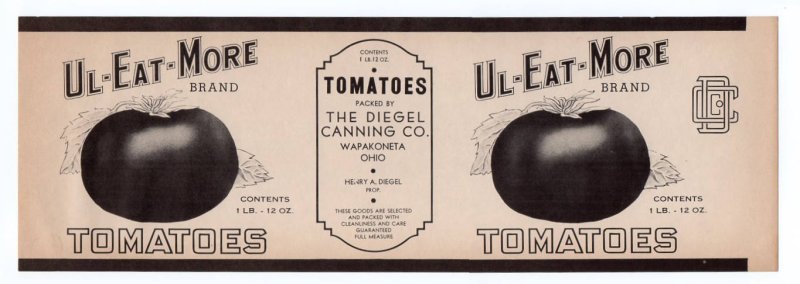 UL-EAT-MORE
BRAND
CONTENTS
1 LB. - 12 OZ.
TOMATOES
CONTENTS
1 LB. 12 OZ.
TOMATOES
PACKED BY
THE DIEGEL
CANNING CO.
WAPAKONETA
OHIO
HENRY A. DIEGEL
PROP.
THESE GOODS ARE SELECTED
AND PACKED WITH
CLEANLINESS AND CARE
GUARANTEED
FULL MEASURE
UL-EAT-MORE
BRAND
CONTENTS
1 LB. - 12 OZ.
TOMATOES